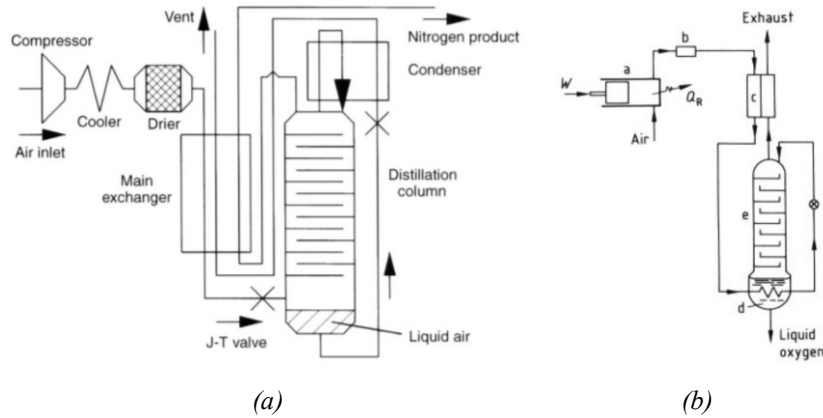 Vent
Compressor
Nitrogen product
Condenser
Cooler
Drier
Air inlet
Main
exchanger
Distillation
column
J-T valve
Liquid air
(a)
Exhaust
b
a
W
Q_R
c
Air
e
d
Liquid
oxygen
(b)